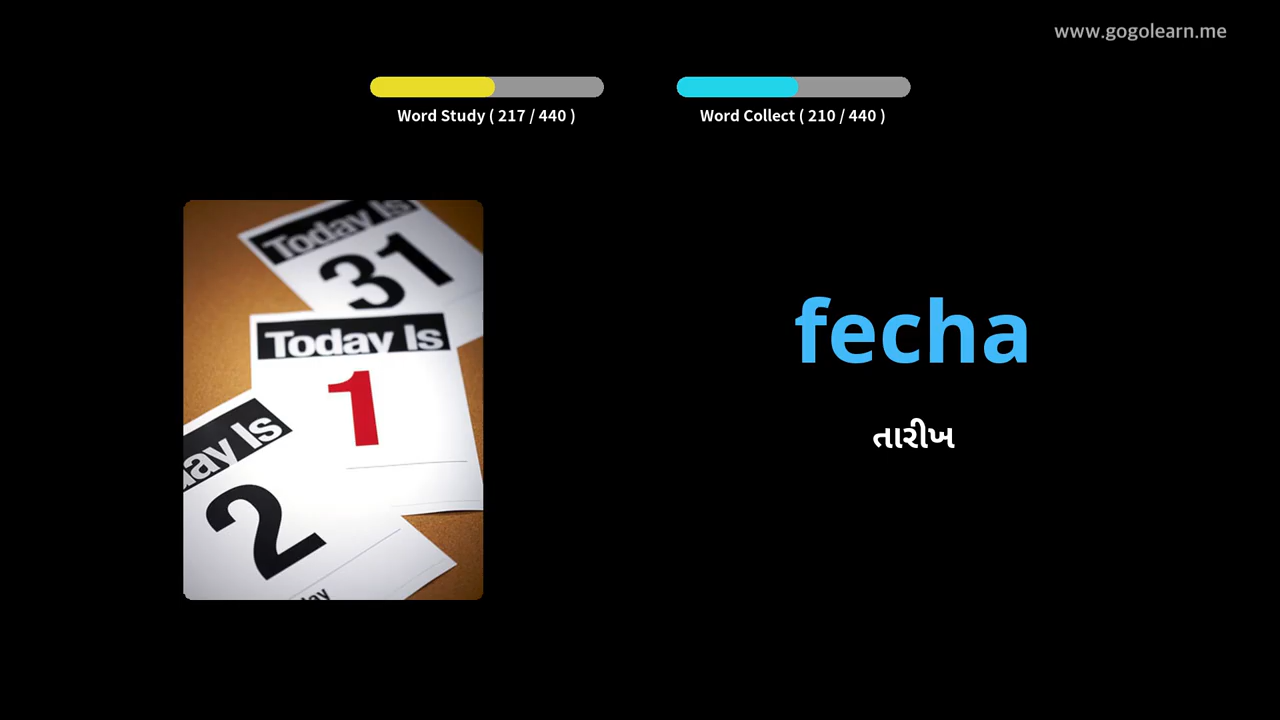 www.gogolearn.me
Word Study ( 217 / 440 )
Word Collect ( 210 / 440 )
Today Is
31
Today Is
1
ay Is
2
fecha
તારીખ